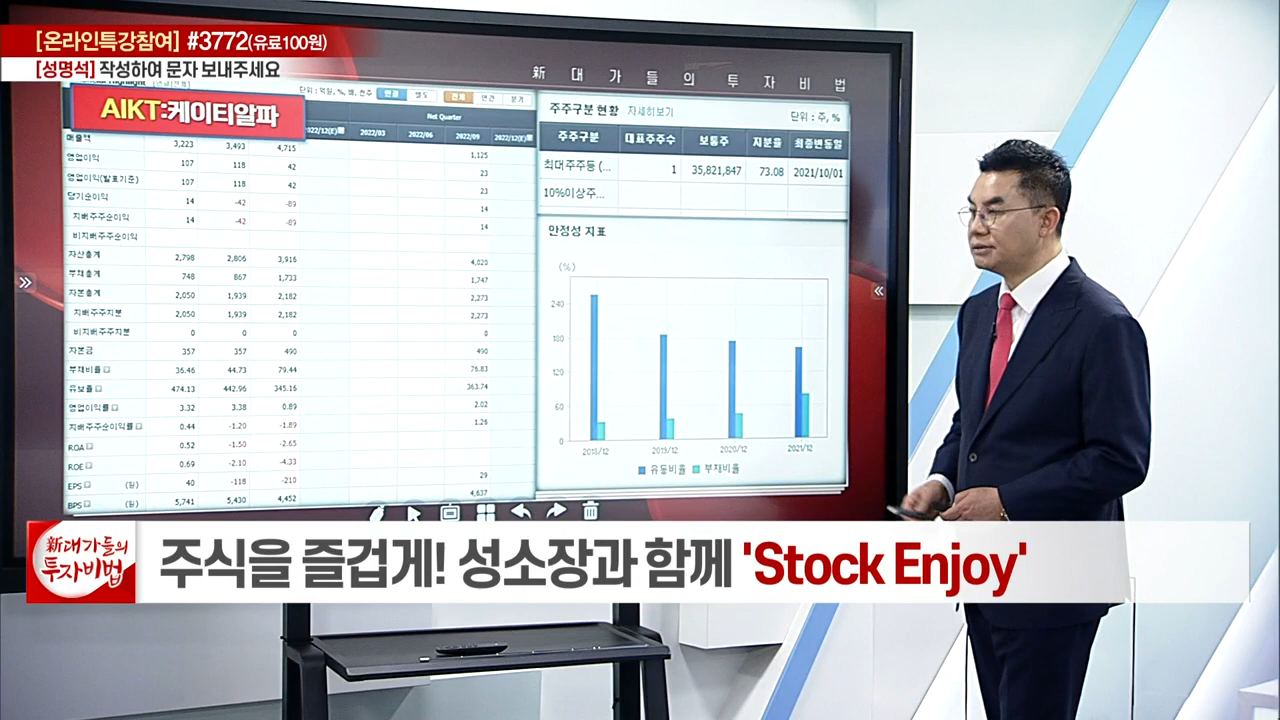 [온라인특강참여] #3772(유료100원)
[성명석] 작성하여 문자 보내주세요
新 대 가 들 의 투 자 비 법
AIKT:케이티알파
단위 : 억원, %, 배, 천주 연결 별도 전체 연간 분기
Net Quarter
2022/12(E) 2022/03 2022/06 2022/09 2022/12(E)
매출액 3,223 3,493 4,715 1,125
영업이익 107 118 42 23
영업이익(발표기준) 107 118 42 23
당기순이익 14 -42 -89 14
지배주주순이익 14 -42 -89 14
비지배주주순이익
자산총계 2,798 2,806 3,916 4,020
부채총계 748 867 1,733 1,747
자본총계 2,050 1,939 2,182 2,273
지배주주지분 2,050 1,939 2,182 2,273
비지배주주지분 0 0 0 0
자본금 357 357 490 490
부채비율 36.46 44.73 79.44 76.83
유보율 474.13 442.96 345.16 363.74
영업이익률 3.32 3.38 0.89 2.02
지배주주순이익률 0.44 -1.20 -1.89 1.26
ROA 0.52 -1.50 -2.65
ROE 0.69 -2.10 -4.33
EPS (원) 40 -118 -210 29
BPS (원) 5,741 5,430 4,452 4,637
주주구분 현황 자세히보기
단위 : 주, %
주주구분 대표주주수 보통주 지분율 최종변동일
최대주주등 (... 1 35,821,847 73.08 2021/10/01
10%이상주...
안정성 지표
(%)
240
180
120
60
0
2018/12 2019/12 2020/12 2021/12
유동비율 부채비율
新대가들의
투자비법
주식을 즐겁게! 성소장과 함께 'Stock Enjoy'